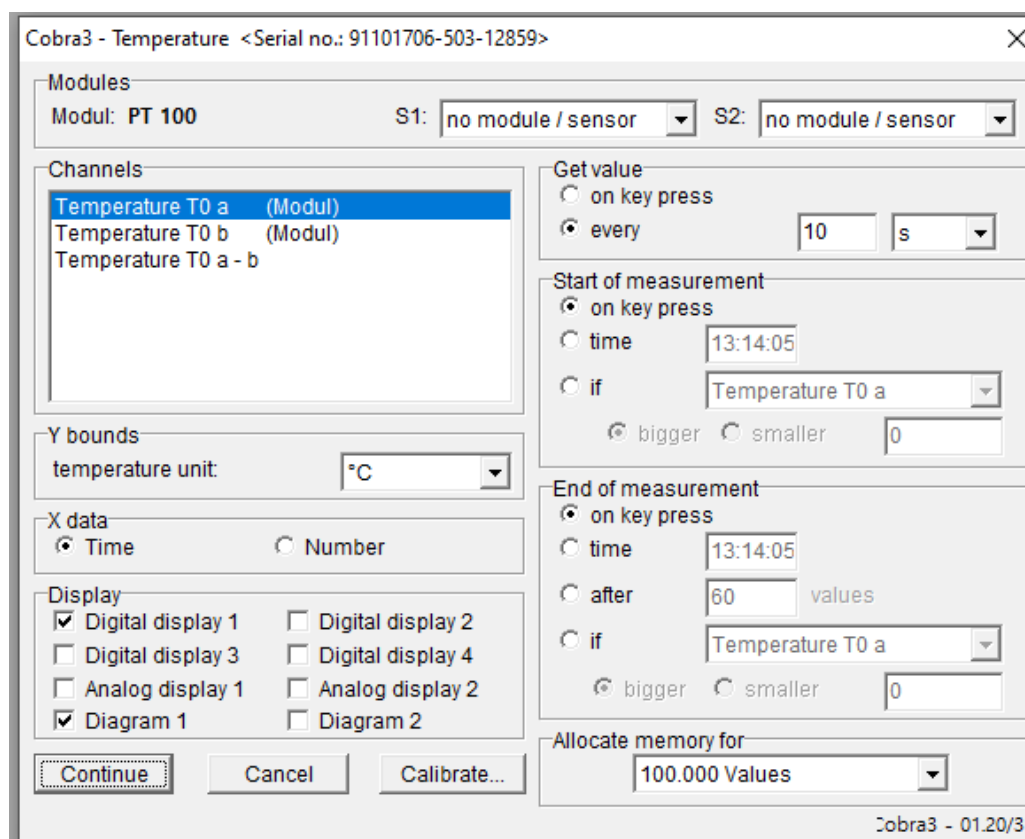 Cobra3 - Temperature <Serial no.: 91101706-503-12859>
Modules
Modul: PT 100 S1: no module / sensor S2: no module / sensor
Channels
Temperature T0 a (Modul)
Temperature T0 b (Modul)
Temperature T0 a - b
Y bounds
temperature unit: °C
X data
Time Number
Display
Digital display 1 Digital display 2
Digital display 3 Digital display 4
Analog display 1 Analog display 2
Diagram 1 Diagram 2
Continue Cancel Calibrate...
Get value
on key press
every 10 s
Start of measurement
on key press
time 13:14:05
if Temperature T0 a
bigger smaller 0
End of measurement
on key press
time 13:14:05
after 60 values
if Temperature T0 a
bigger smaller 0
Allocate memory for
100.000 Values
Cobra3 - 01.20/3